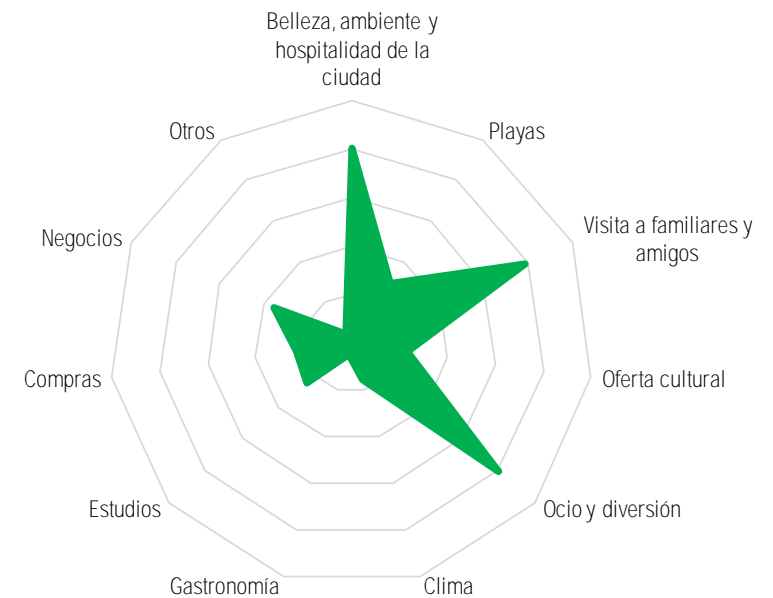 Belleza, ambiente y
hospitalidad de la
ciudad
Playas
Visita a familiares y
amigos
Oferta cultural
Ocio y diversión
Clima
Gastronomía
Estudios
Compras
Negocios
Otros